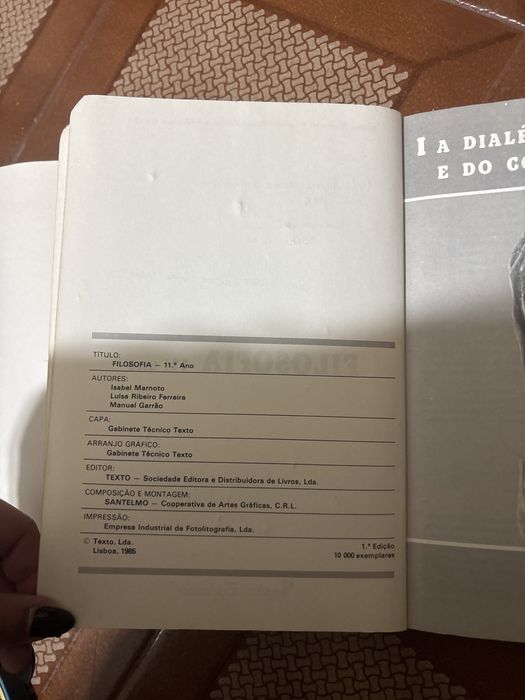 TÍTULO:
FILOSOFIA — 11.º Ano
AUTORES:
Isabel Marnoto
Luísa Ribeiro Ferreira
Manuel Garrão
CAPA:
Gabinete Técnico Texto
ARRANJO GRÁFICO:
Gabinete Técnico Texto
EDITOR:
TEXTO — Sociedade Editora e Distribuidora de Livros, Lda.
COMPOSIÇÃO E MONTAGEM:
SANTELMO — Cooperativa de Artes Gráficas, C.R.L.
IMPRESSÃO:
Empresa Industrial de Fotolitografia, Lda.
© Texto, Lda.
Lisboa, 1985
1.ª Edição
10 000 exemplares
I A DIALÉ
E DO CO